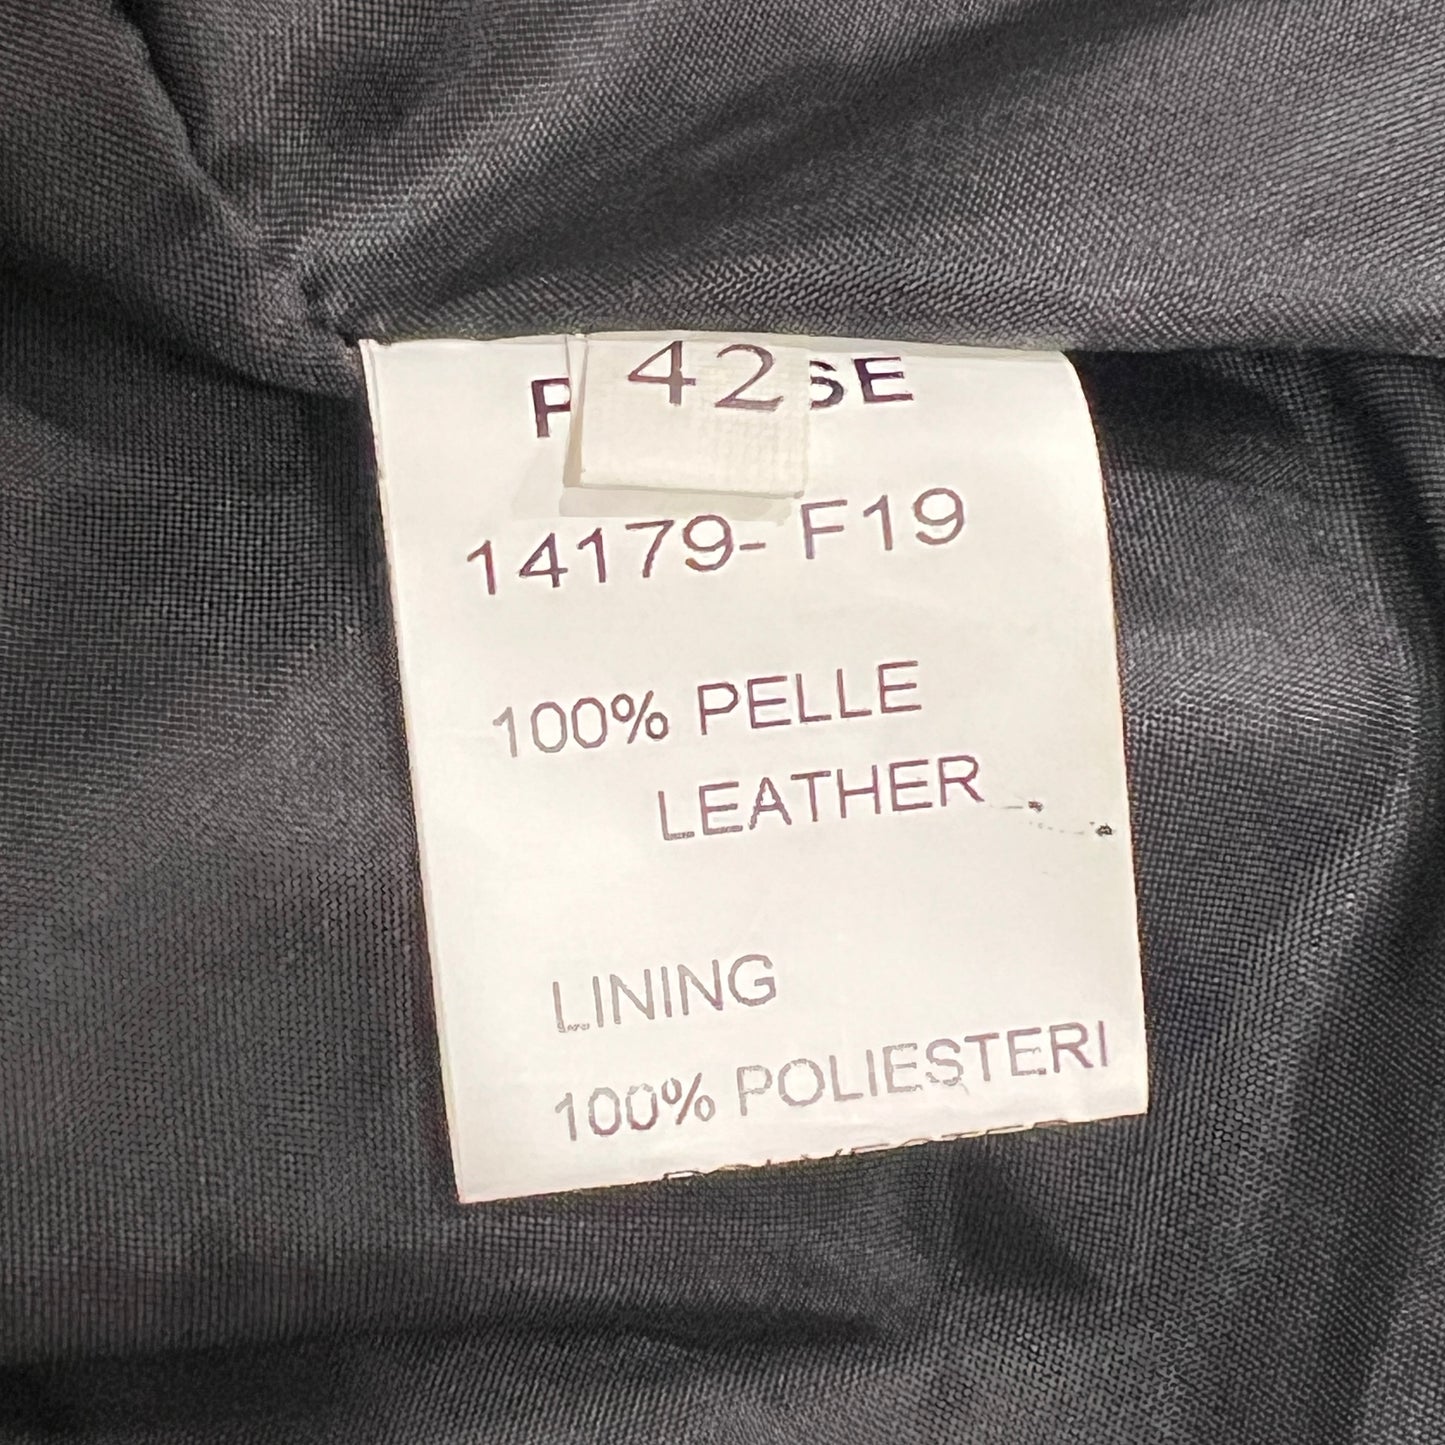 42
14179- F19
100% PELLE
LEATHER
LINING
100% POLIESTERI